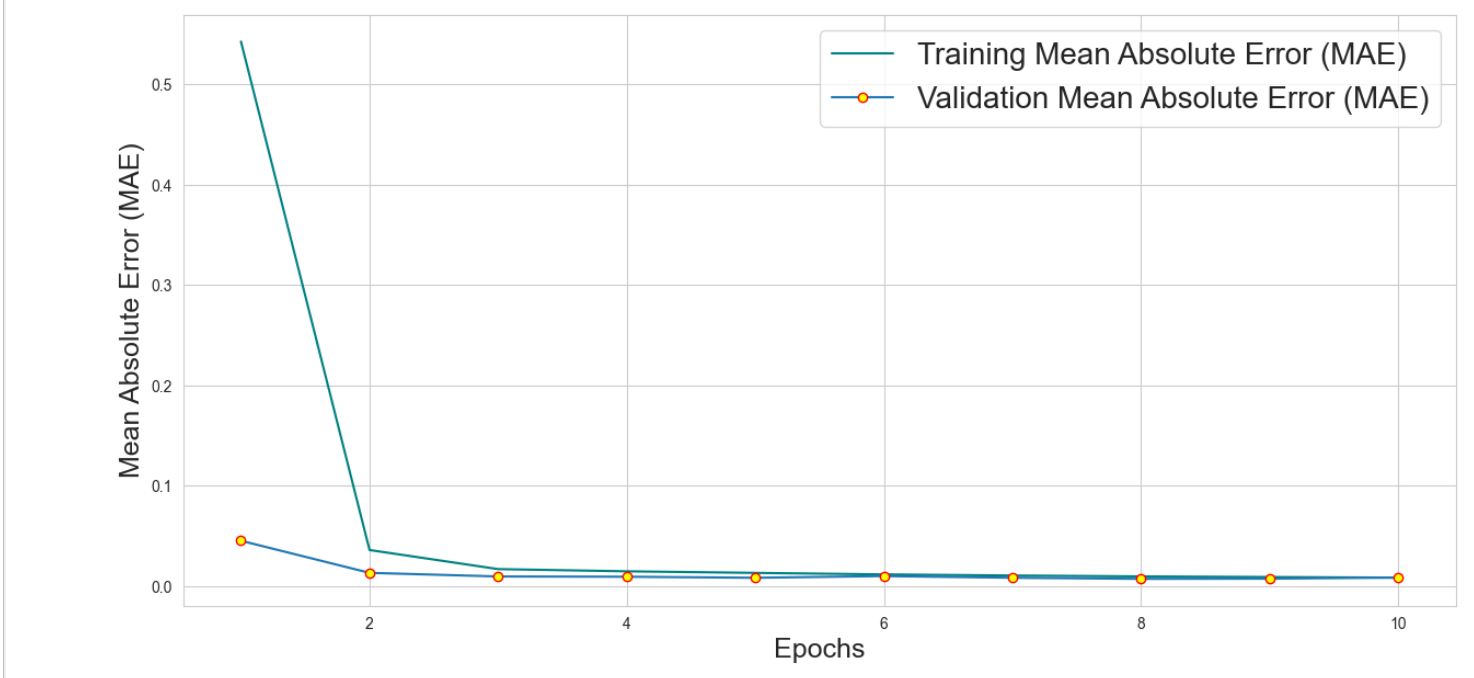 Training Mean Absolute Error (MAE)
Validation Mean Absolute Error (MAE)
Mean Absolute Error (MAE)
0.5
0.4
0.3
0.2
0.1
0.0
2 4 6 8 10
Epochs